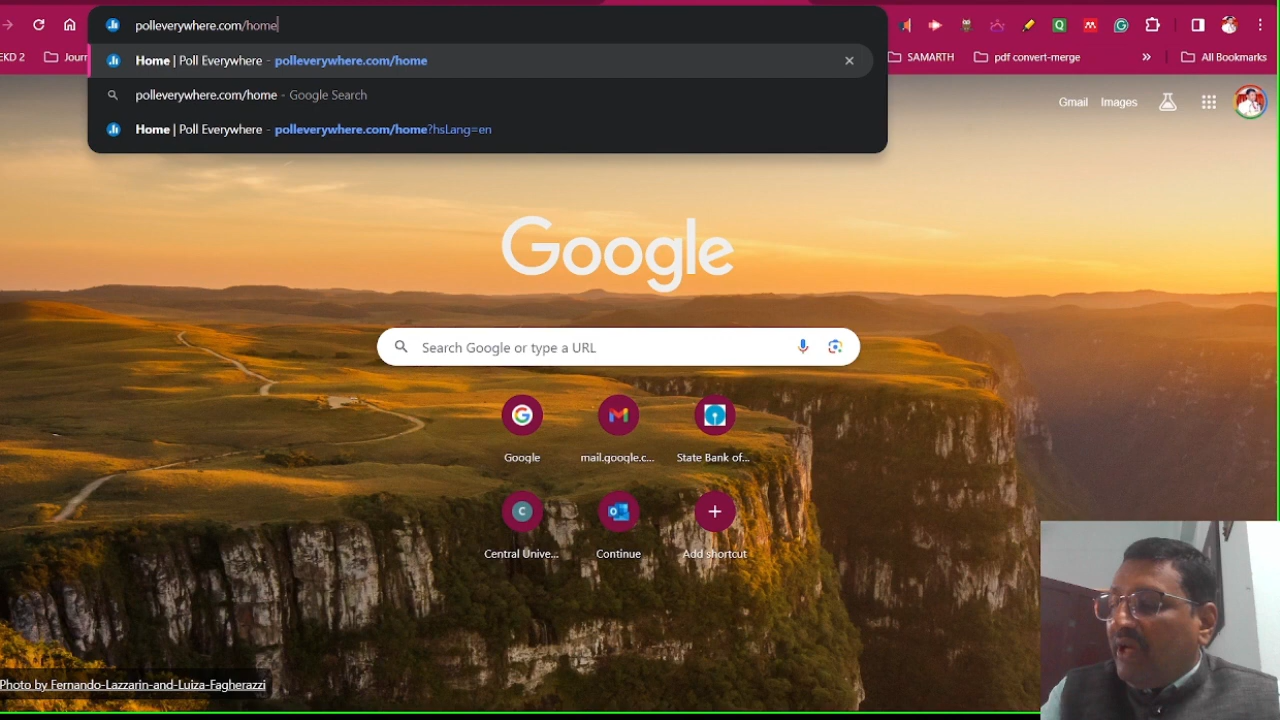 polleverywhere.com/home
EKD 2
Journ
Home | Poll Everywhere - polleverywhere.com/home
SAMARTH
pdf convert-merge
»
All Bookmarks
polleverywhere.com/home - Google Search
Gmail
Images
Home | Poll Everywhere - polleverywhere.com/home?hsLang=en
Google
Search Google or type a URL
Google
mail.google.c...
State Bank of...
C
Central Unive...
Continue
Add shortcut
Photo by Fernando-Lazzarin-and-Luiza-Fagherazzi